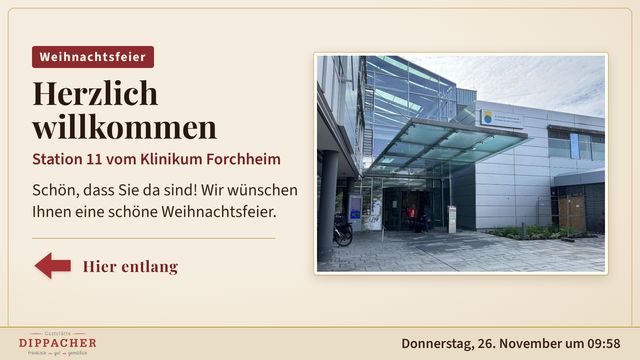 Weihnachtsfeier
Herzlich
willkommen
Station 11 vom Klinikum Forchheim
Schön, dass Sie da sind! Wir wünschen
Ihnen eine schöne Weihnachtsfeier.
Hier entlang
Gaststätte
DIPPACHER
Donnerstag, 26. November um 09:58